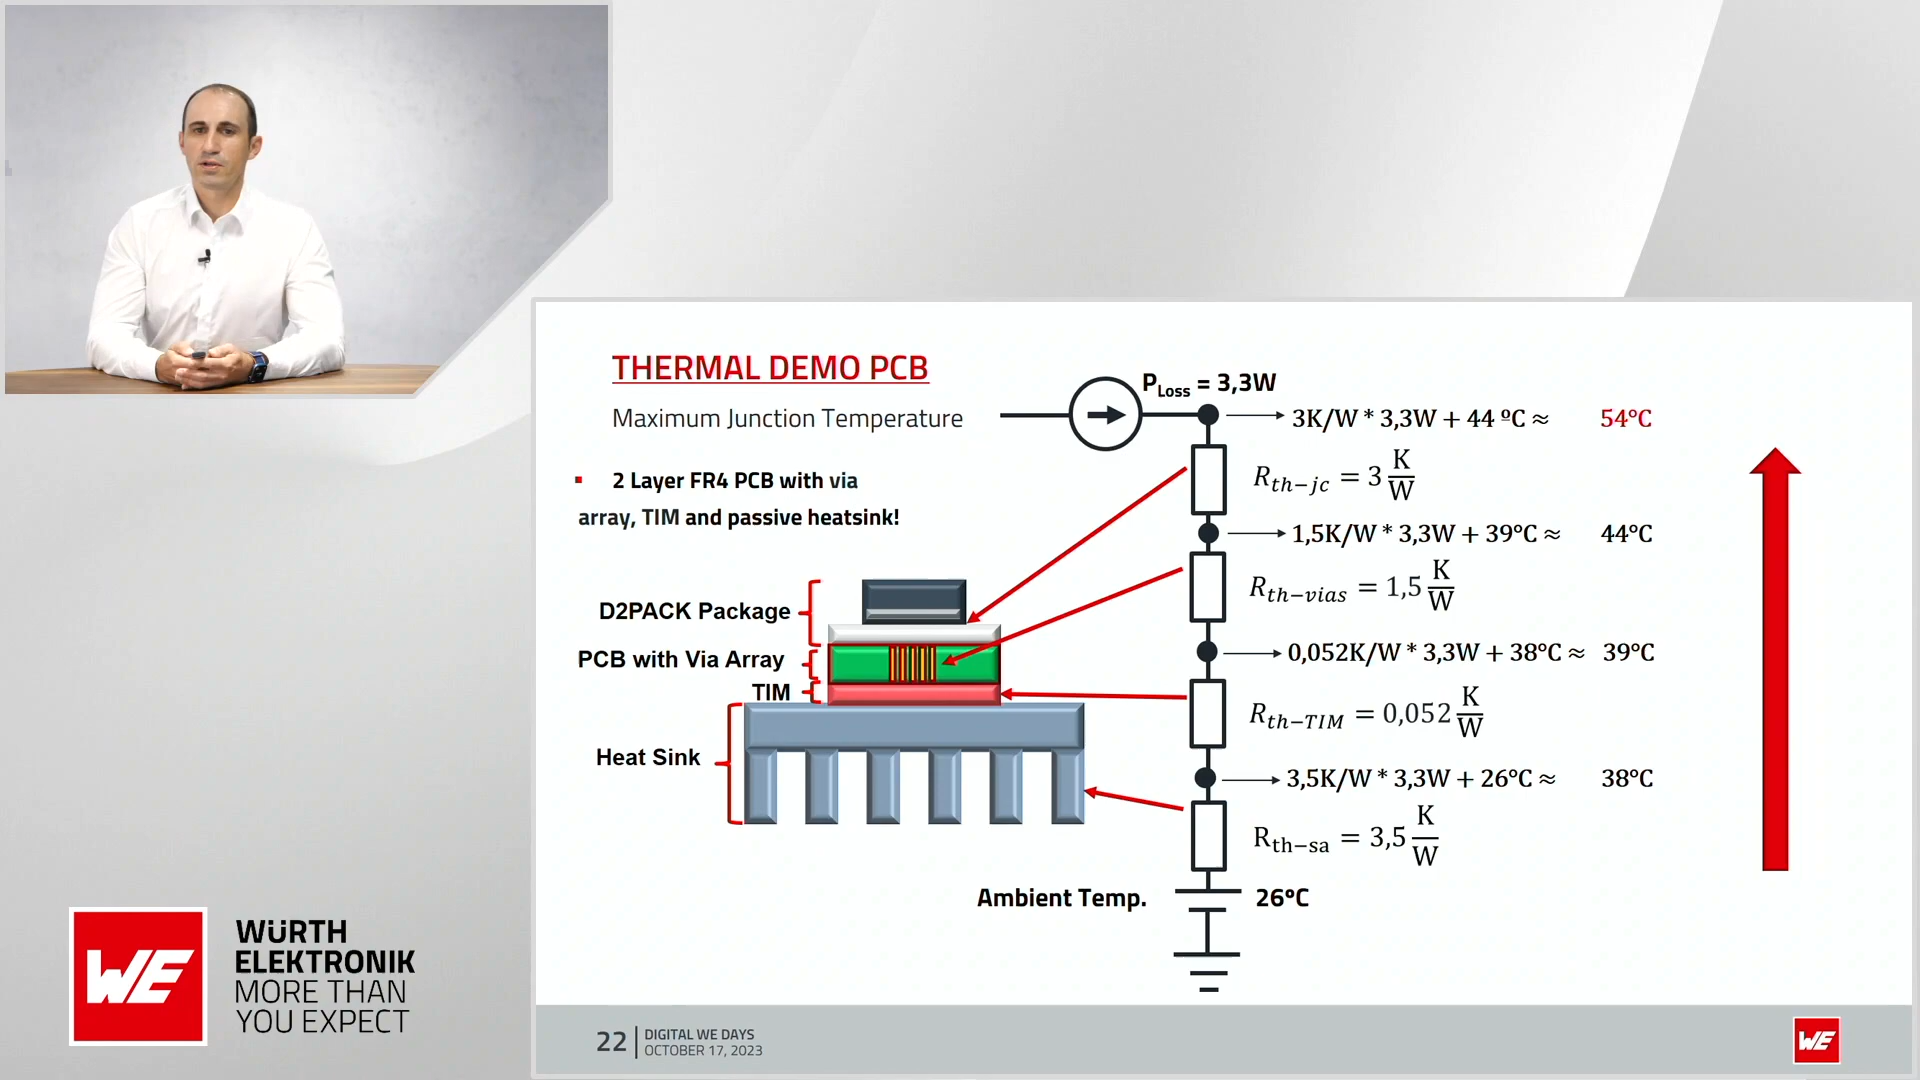 THERMAL DEMO PCB
Maximum Junction Temperature
▪ 2 Layer FR4 PCB with via
array, TIM and passive heatsink!
D2PACK Package
PCB with Via Array
TIM
Heat Sink
P_Loss = 3,3W
3K/W * 3,3W + 44 ºC ≈ 54°C
R_th−jc = 3 K/W
1,5K/W * 3,3W + 39°C ≈ 44°C
R_th−vias = 1,5 K/W
0,052K/W * 3,3W + 38°C ≈ 39°C
R_th−TIM = 0,052 K/W
3,5K/W * 3,3W + 26°C ≈ 38°C
R_th−sa = 3,5 K/W
Ambient Temp. 26°C
WE
WÜRTH
ELEKTRONIK
MORE THAN
YOU EXPECT
22
DIGITAL WE DAYS
OCTOBER 17, 2023
WE